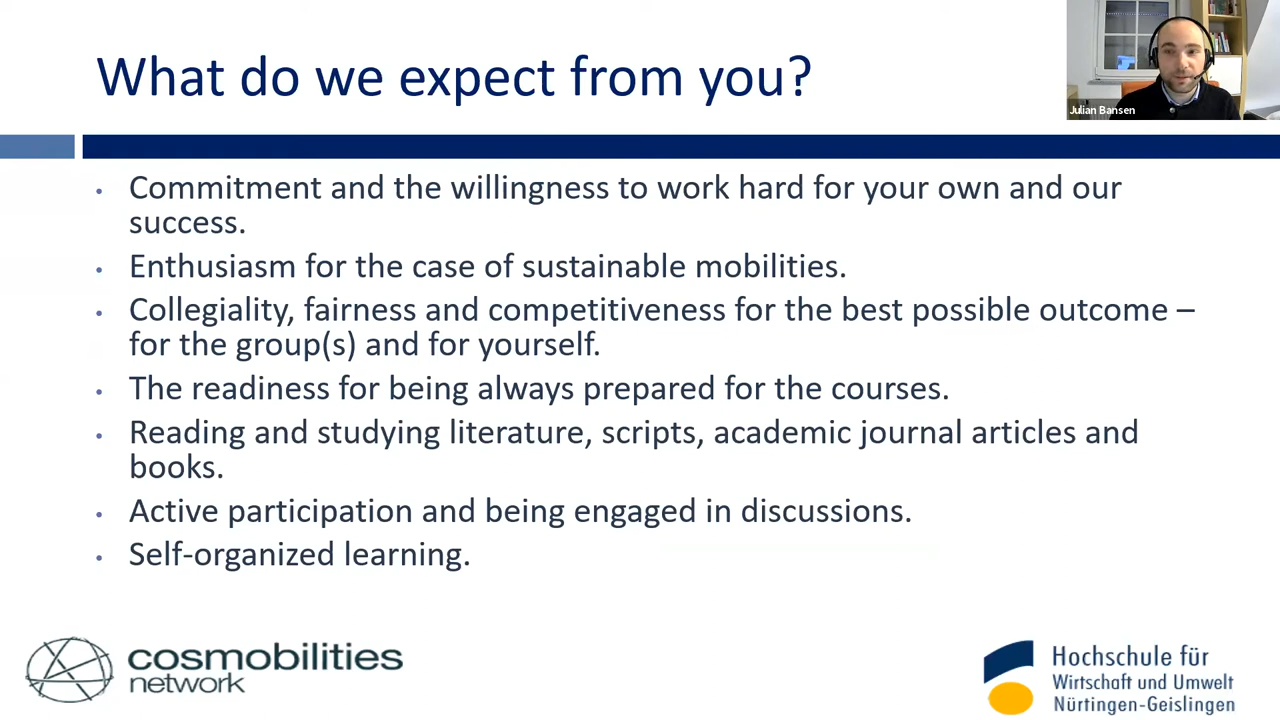 What do we expect from you?
Julian Bansen
• Commitment and the willingness to work hard for your own and our
success.
• Enthusiasm for the case of sustainable mobilities.
• Collegiality, fairness and competitiveness for the best possible outcome –
for the group(s) and for yourself.
• The readiness for being always prepared for the courses.
• Reading and studying literature, scripts, academic journal articles and
books.
• Active participation and being engaged in discussions.
• Self-organized learning.
cosmobilities
network
Hochschule für
Wirtschaft und Umwelt
Nürtingen-Geislingen